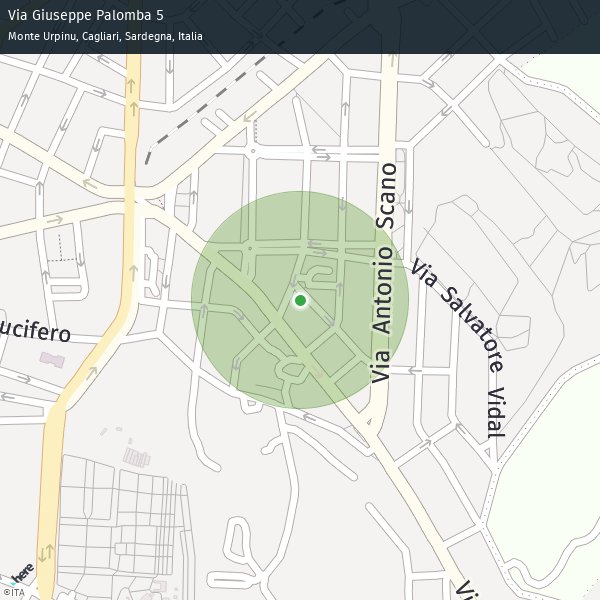 Via Giuseppe Palomba 5
Monte Urpinu, Cagliari, Sardegna, Italia
Via Antonio Scano
Via Salvatore Vidal
ucifero
Vi
here
©ITA